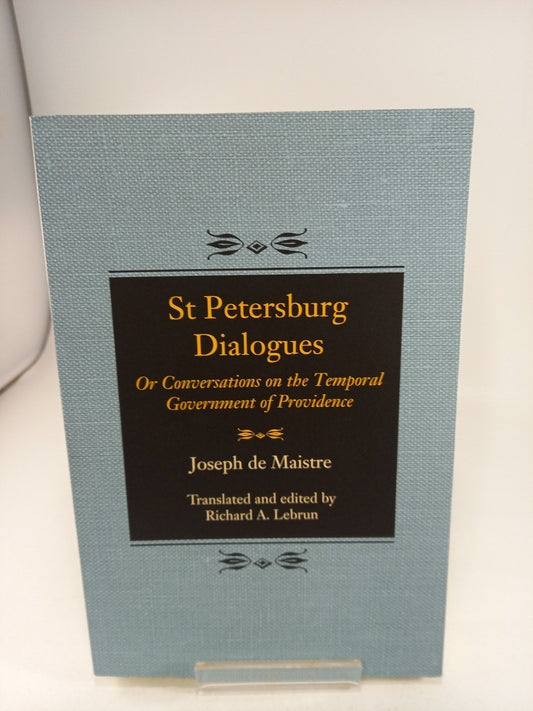 St Petersburg
Dialogues
Or Conversations on the Temporal
Government of Providence
Joseph de Maistre
Translated and edited by
Richard A. Lebrun